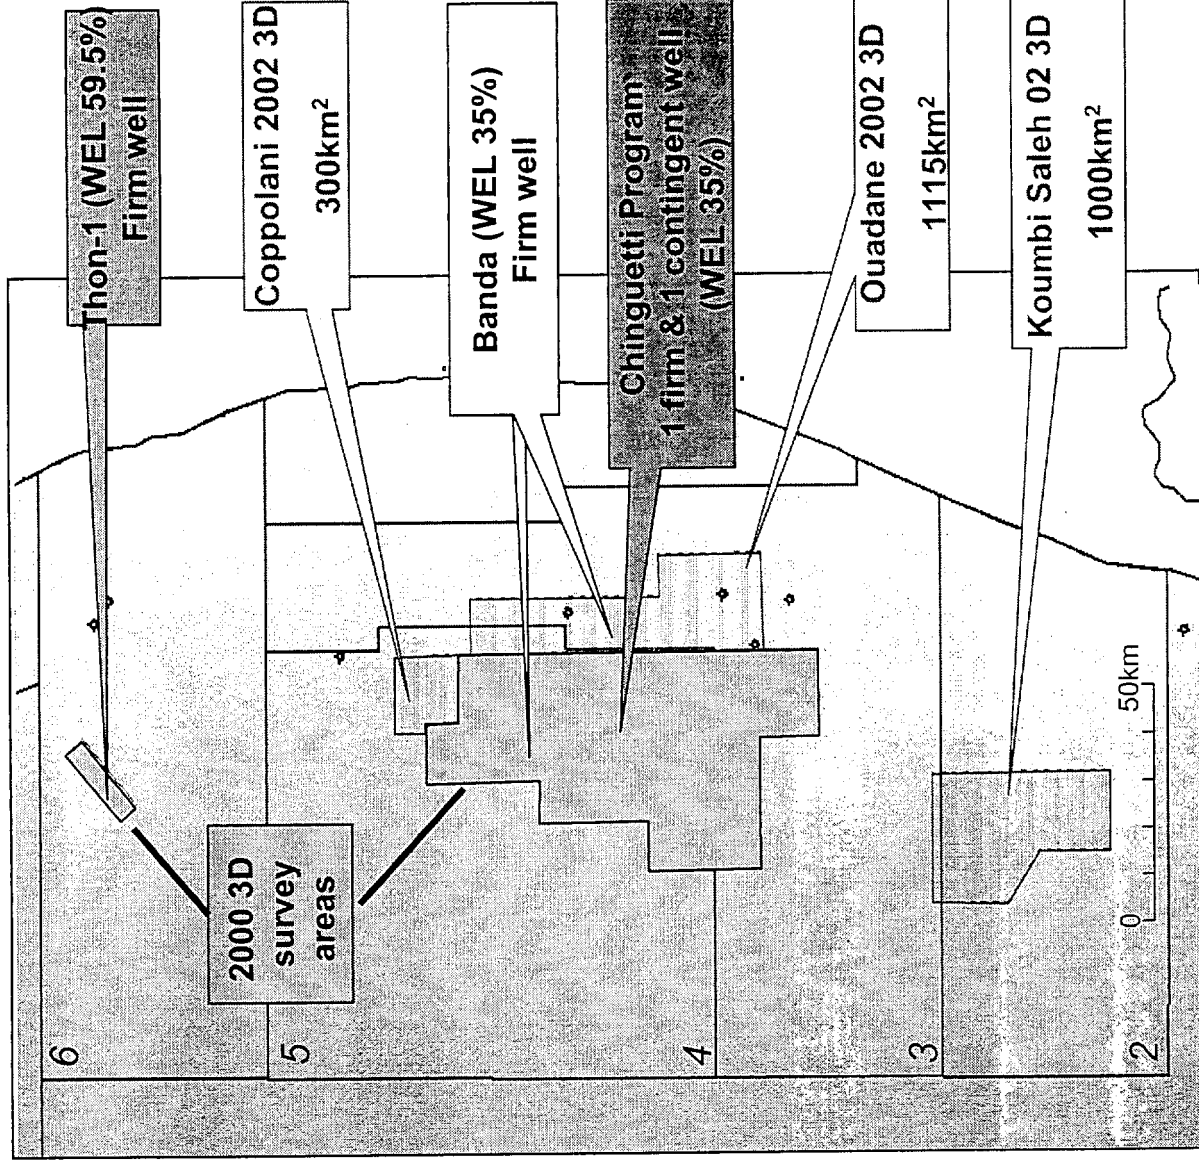 Thon-1 (WEL 59.5%)
Firm well
Coppolani 2002 3D
300km²
Banda (WEL 35%)
Firm well
Chinguetti Program
1 firm & 1 contingent well
(WEL 35%)
Ouadane 2002 3D
1115km²
Koumbi Saleh 02 3D
1000km²
2000 3D
survey
areas
6
5
4
3
2
0
50km